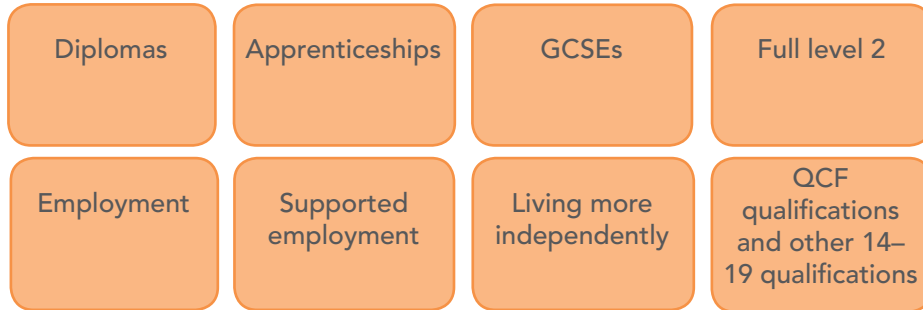 Diplomas
Apprenticeships
GCSEs
Full level 2
Employment
Supported
employment
Living more
independently
QCF
qualifications
and other 14–
19 qualifications